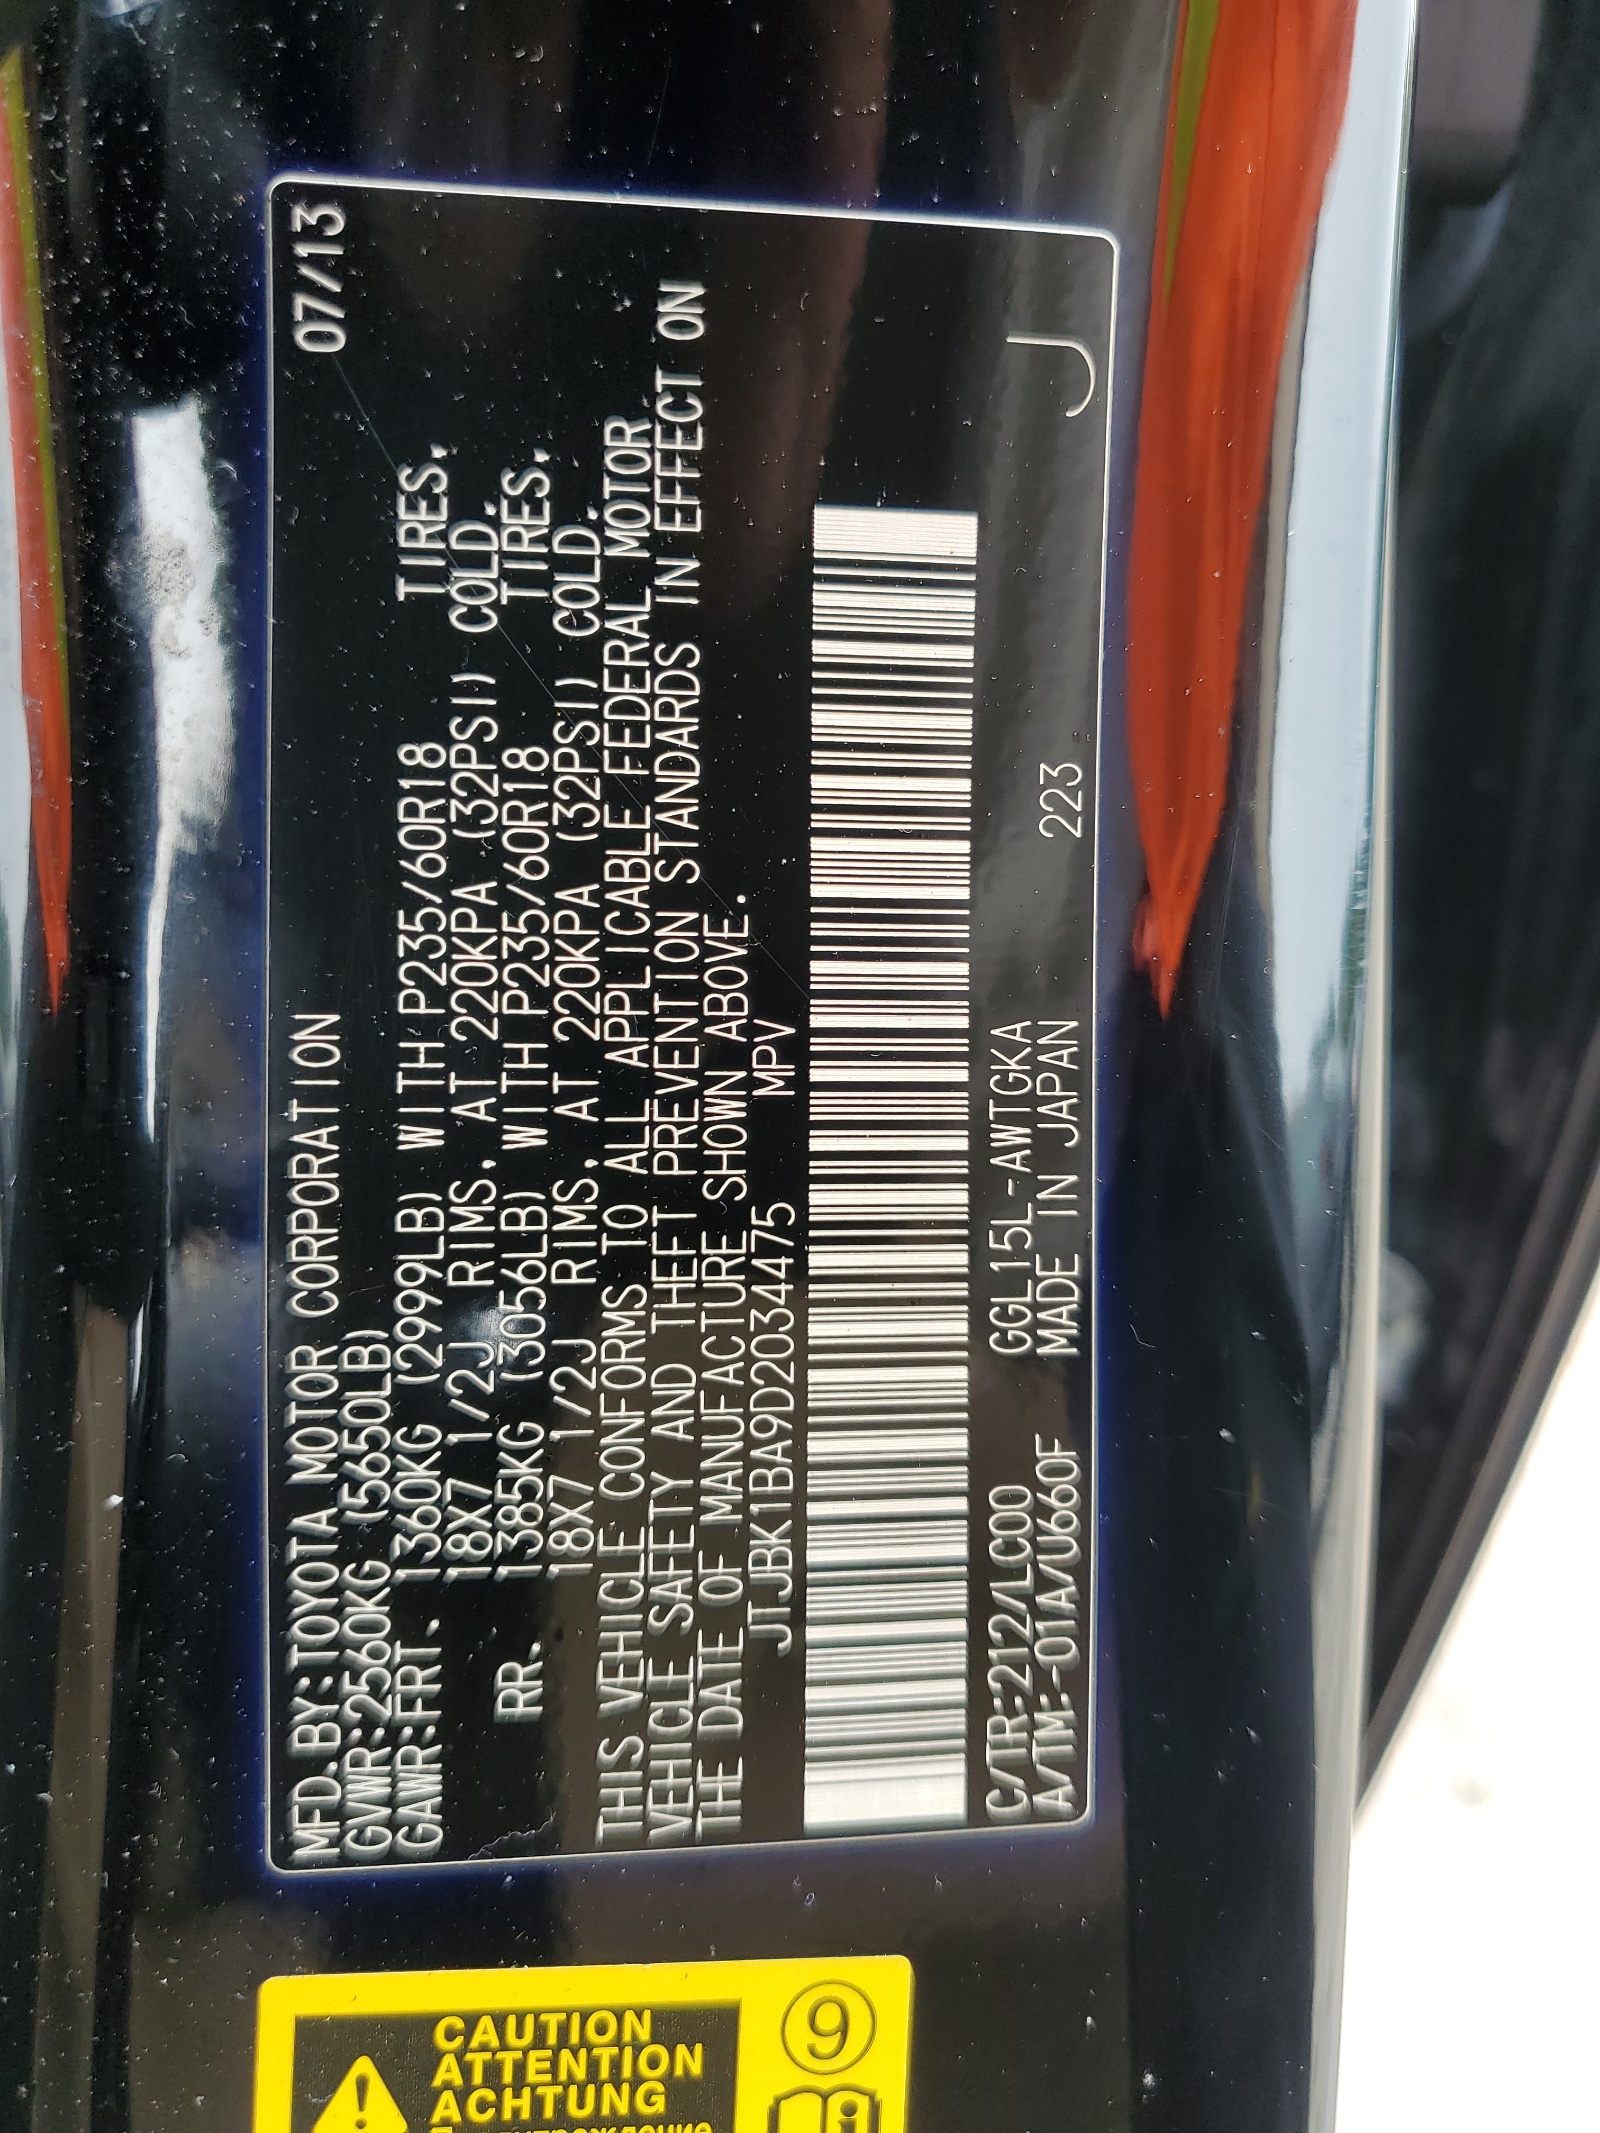 MFD.BY:TOYOTA MOTOR CORPORATION 07/13
GVWR:2560KG (5650LB)
GAWR:FRT. 1360KG (2999LB) WITH P235/60R18 TIRES,
18X7 1/2J RIMS, AT 220KPA (32PSI) COLD.
RR. 1385KG (3056LB) WITH P235/60R18 TIRES,
18X7 1/2J RIMS, AT 220KPA (32PSI) COLD.
THIS VEHICLE CONFORMS TO ALL APPLICABLE FEDERAL MOTOR
VEHICLE SAFETY AND THEFT PREVENTION STANDARDS IN EFFECT ON
THE DATE OF MANUFACTURE SHOWN ABOVE.
JTJBK1BA9D2034475 MPV
C/TR:212/LC00 GGL15L-AWTGKA
A/TM:-01A/U660F MADE IN JAPAN 223
J
CAUTION
ATTENTION
ACHTUNG
9
i